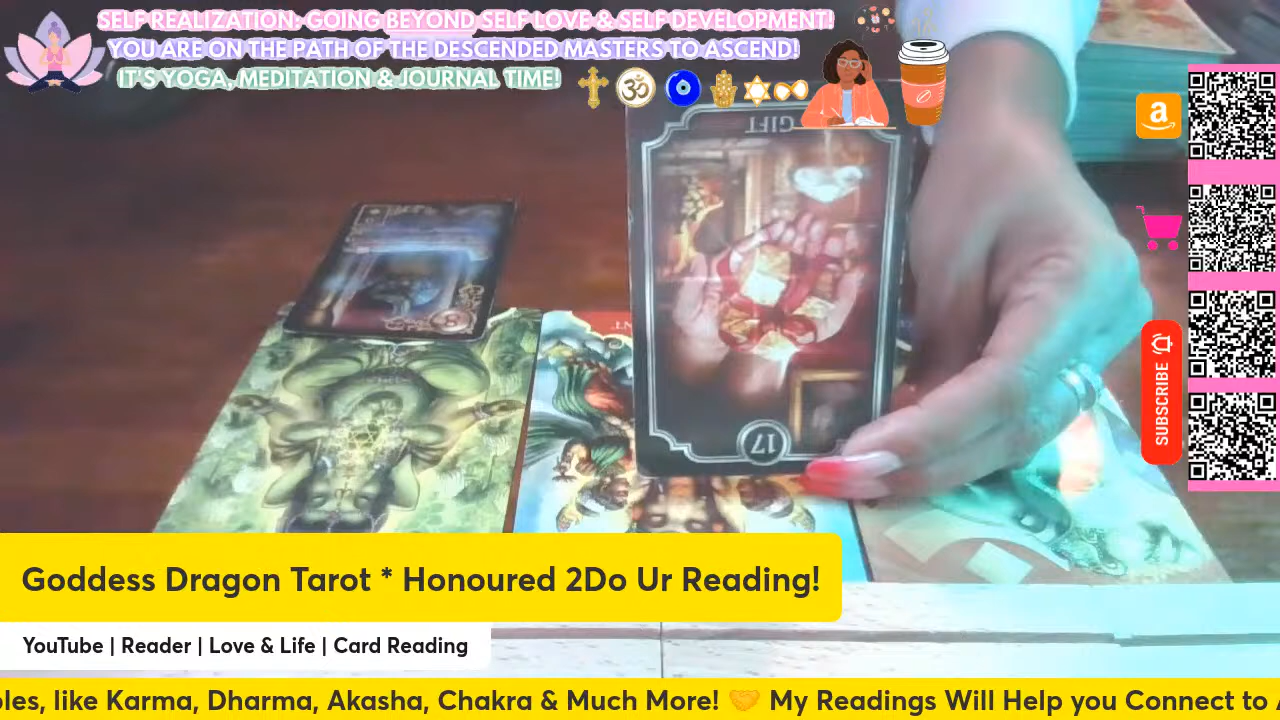 SELF REALIZATION: GOING BEYOND SELF LOVE & SELF DEVELOPMENT!
YOU ARE ON THE PATH OF THE DESCENDED MASTERS TO ASCEND!
IT'S YOGA, MEDITATION & JOURNAL TIME!
GIFT
17
SUBSCRIBE
Goddess Dragon Tarot * Honoured 2Do Ur Reading!
YouTube | Reader | Love & Life | Card Reading
like Karma, Dharma, Akasha, Chakra & Much More! 🤝 My Readings Will Help you Connect to